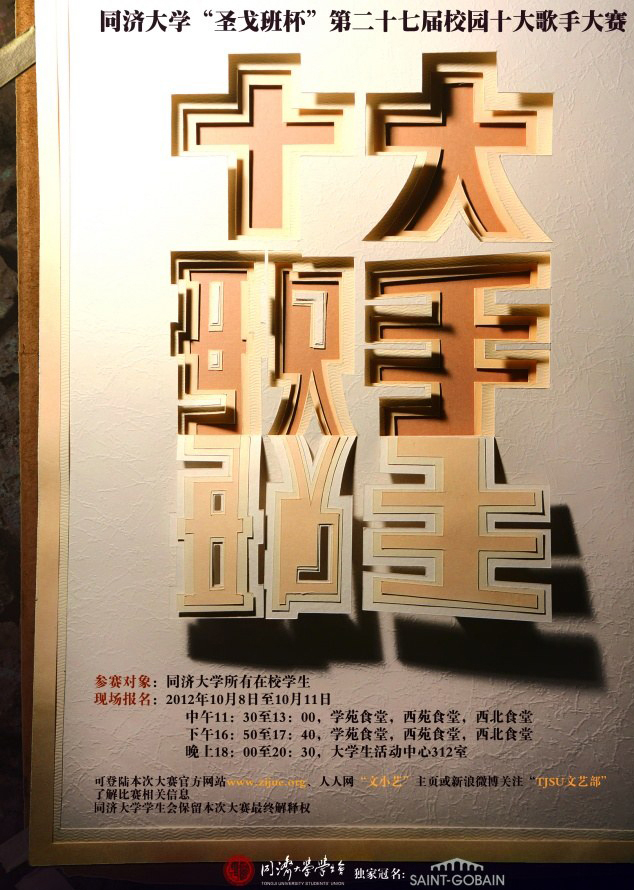 同济大学“圣戈班杯”第二十七届校园十大歌手大赛
十大
歌手
参赛对象：同济大学所有在校学生
现场报名：2012年10月8日至10月11日
中午11：30至13：00，学苑食堂，西苑食堂，西北食堂
下午16：50至17：40，学苑食堂，西苑食堂，西北食堂
晚上18：00至20：30，大学生活动中心312室
可登陆本次大赛官方网站www.zijue.org、人人网“文小艺”主页或新浪微博关注“TJSU文艺部”
了解比赛相关信息
同济大学学生会保留本次大赛最终解释权
同濟大學學生會
TONGJI UNIVERSITY STUDENTS' UNION
独家冠名：
SAINT-GOBAIN